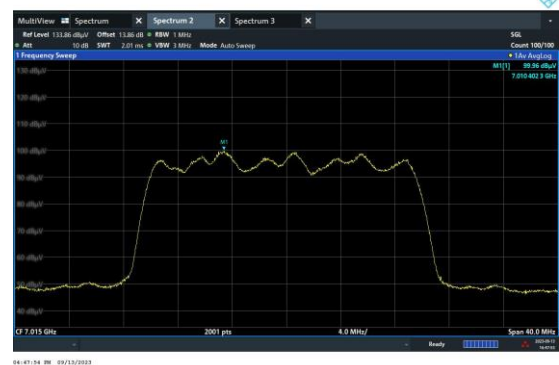 MultiView Spectrum X Spectrum 2 X Spectrum 3 X
Ref Level 133.86 dBµV Offset 13.86 dB RBW 1 MHz SGL
Att 10 dB SWT 2.01 ms VBW 3 MHz Mode Auto Sweep Count 100/100
1 Frequency Sweep 1Av AvgLog
M1[1] 99.96 dBµV
7.010 402 3 GHz
130 dBµV
120 dBµV
110 dBµV
M1
100 dBµV
90 dBµV
80 dBµV
70 dBµV
60 dBµV
50 dBµV
40 dBµV
CF 7.015 GHz 2001 pts 4.0 MHz/ Span 40.0 MHz
Ready 2023-09-13
04:47:54 PM 09/13/2023